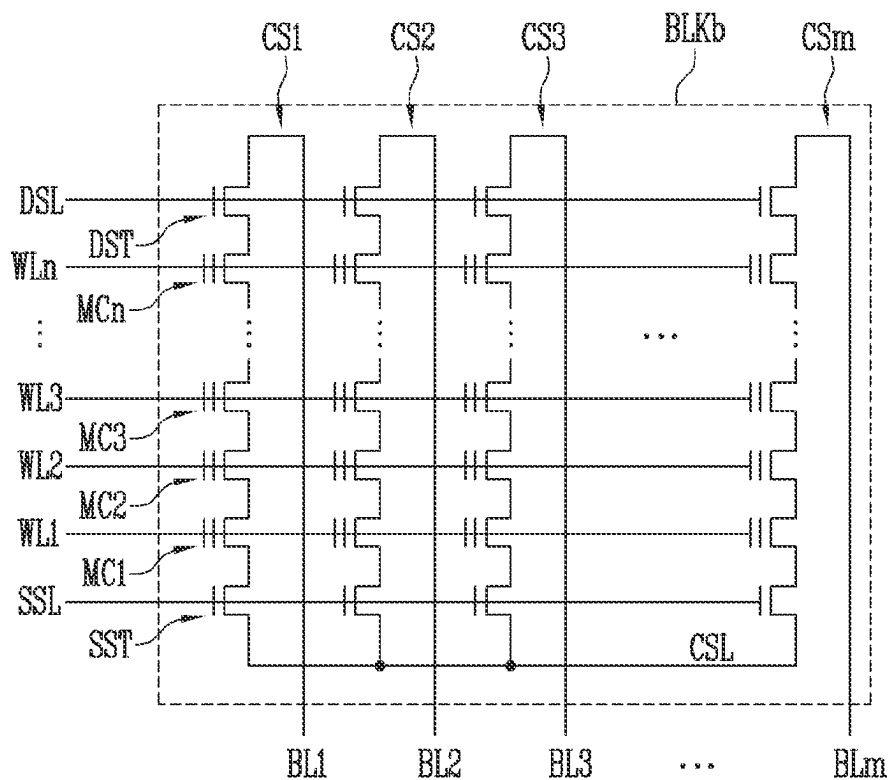 CS1 CS2 CS3 BLKb CSm
DSL
DST
WLn
MCn
⋮ ⋮ ⋮ ⋮ ... ⋮
WL3
MC3
WL2
MC2
WL1
MC1
SSL
SST
CSL
BL1 BL2 BL3 ... BLm